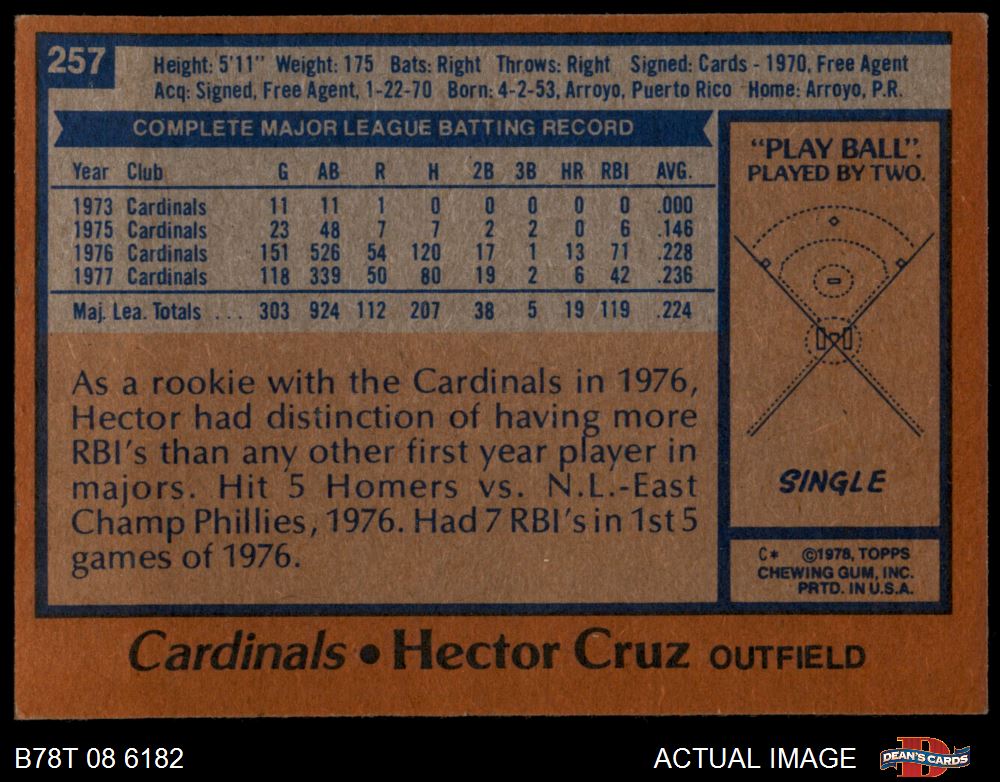 257
Height: 5'11" Weight: 175 Bats: Right Throws: Right Signed: Cards - 1970, Free Agent
Acq: Signed, Free Agent, 1-22-70 Born: 4-2-53, Arroyo, Puerto Rico Home: Arroyo, P.R.
COMPLETE MAJOR LEAGUE BATTING RECORD
Year Club G AB R H 2B 3B HR RBI AVG.
1973 Cardinals 11 11 1 0 0 0 0 0 .000
1975 Cardinals 23 48 7 7 2 2 0 6 .146
1976 Cardinals 151 526 54 120 17 1 13 71 .228
1977 Cardinals 118 339 50 80 19 2 6 42 .236
Maj. Lea. Totals ... 303 924 112 207 38 5 19 119 .224
As a rookie with the Cardinals in 1976,
Hector had distinction of having more
RBI's than any other first year player in
majors. Hit 5 Homers vs. N.L.-East
Champ Phillies, 1976. Had 7 RBI's in 1st 5
games of 1976.
"PLAY BALL".
PLAYED BY TWO.
SINGLE
C* ©1978, TOPPS
CHEWING GUM, INC.
PRTD. IN U.S.A.
Cardinals • Hector Cruz OUTFIELD
B78T 08 6182
ACTUAL IMAGE
D
DEAN'S CARDS